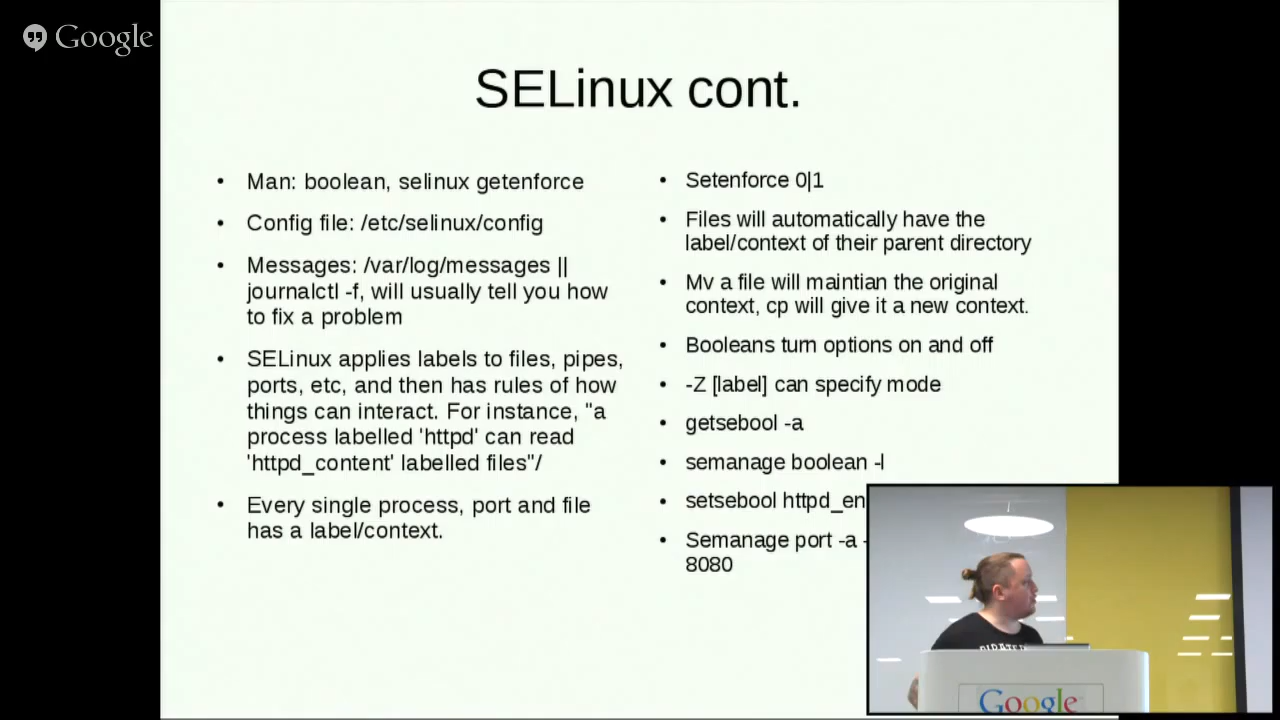 Google
SELinux cont.
• Man: boolean, selinux getenforce
• Config file: /etc/selinux/config
• Messages: /var/log/messages ||
journalctl -f, will usually tell you how
to fix a problem
• SELinux applies labels to files, pipes,
ports, etc, and then has rules of how
things can interact. For instance, "a
process labelled 'httpd' can read
'httpd_content' labelled files"/
• Every single process, port and file
has a label/context.
• Setenforce 0|1
• Files will automatically have the
label/context of their parent directory
• Mv a file will maintian the original
context, cp will give it a new context.
• Booleans turn options on and off
• -Z [label] can specify mode
• getsebool -a
• semanage boolean -l
• setsebool httpd_en
• Semanage port -a -
8080
Google